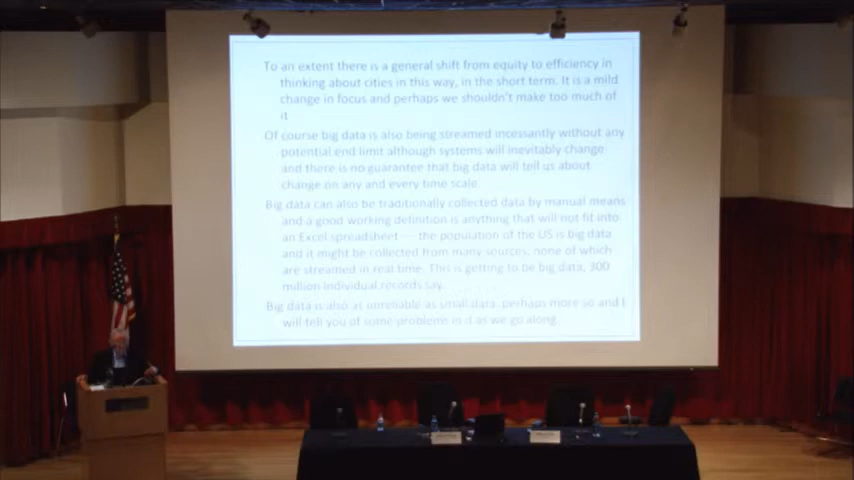 To an extent there is a general shift from equity to efficiency in
thinking about cities in this way, in the short term. It is a mild
change in focus and perhaps we shouldn't make too much of
it
Of course big data is also being streamed incessantly without any
potential end limit although systems will inevitably change
and there is no guarantee that big data will tell us about
change on any and every time scale
Big data can also be traditionally collected data by manual means
and a good working definition is anything that will not fit into
an Excel spreadsheet — the population of the US is big data
and it might be collected from many sources, none of which
are streamed in real time. This is getting to be big data, 300
million individual records say.
Big data is also as unreliable as small data, perhaps more so and I
will tell you of some problems in it as we go along.